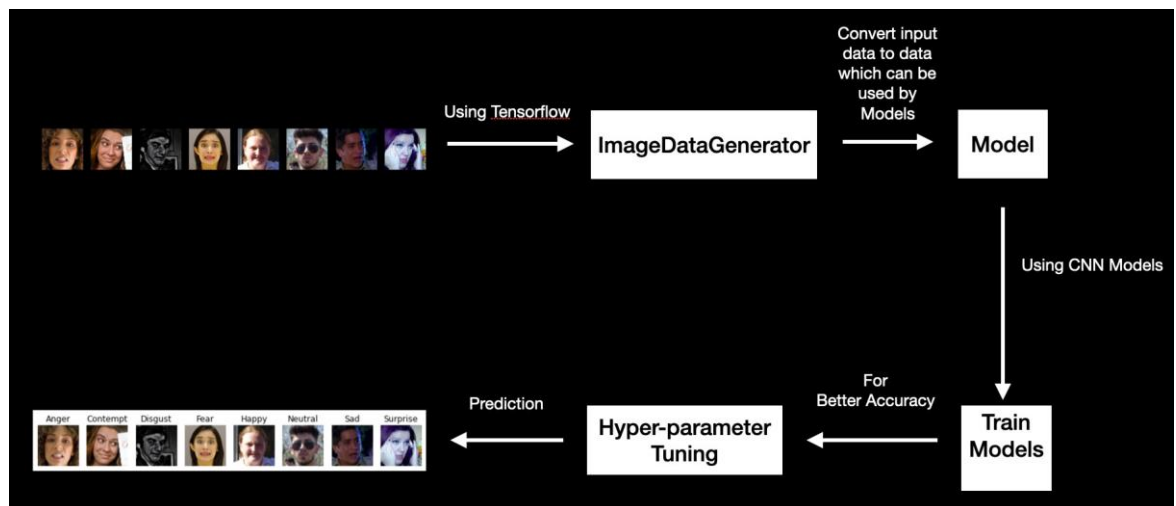 Using Tensorflow
ImageDataGenerator
Convert input
data to data
which can be
used by
Models
Model
Using CNN Models
Train
Models
For
Better Accuracy
Hyper-parameter
Tuning
Prediction
Anger Contempt Disgust Fear Happy Neutral Sad Surprise